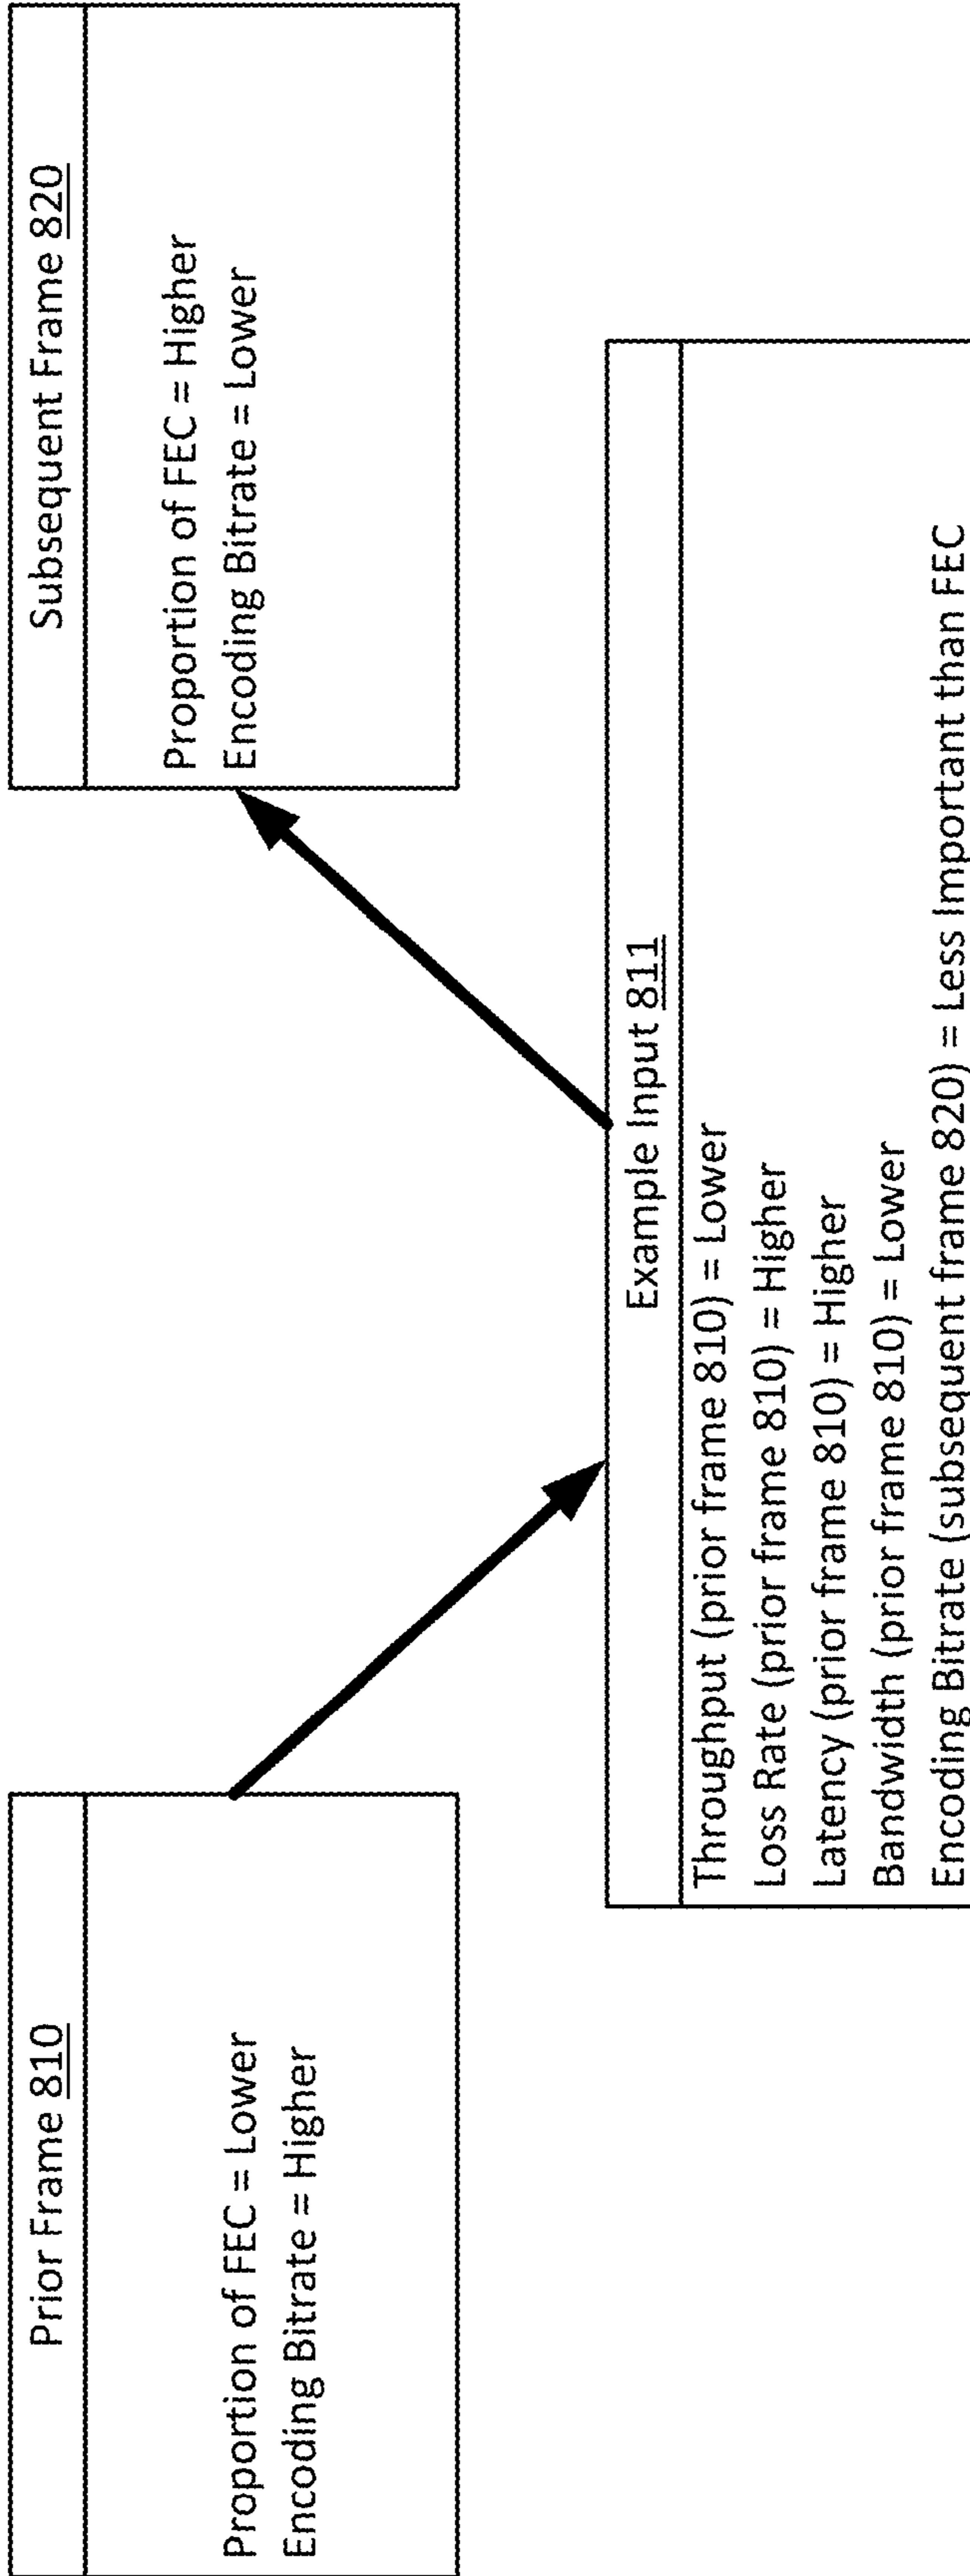 Prior Frame 810
Proportion of FEC = Lower
Encoding Bitrate = Higher
Subsequent Frame 820
Proportion of FEC = Higher
Encoding Bitrate = Lower
Example Input 811
Throughput (prior frame 810) = Lower
Loss Rate (prior frame 810) = Higher
Latency (prior frame 810) = Higher
Bandwidth (prior frame 810) = Lower
Encoding Bitrate (subsequent frame 820) = Less Important than FEC